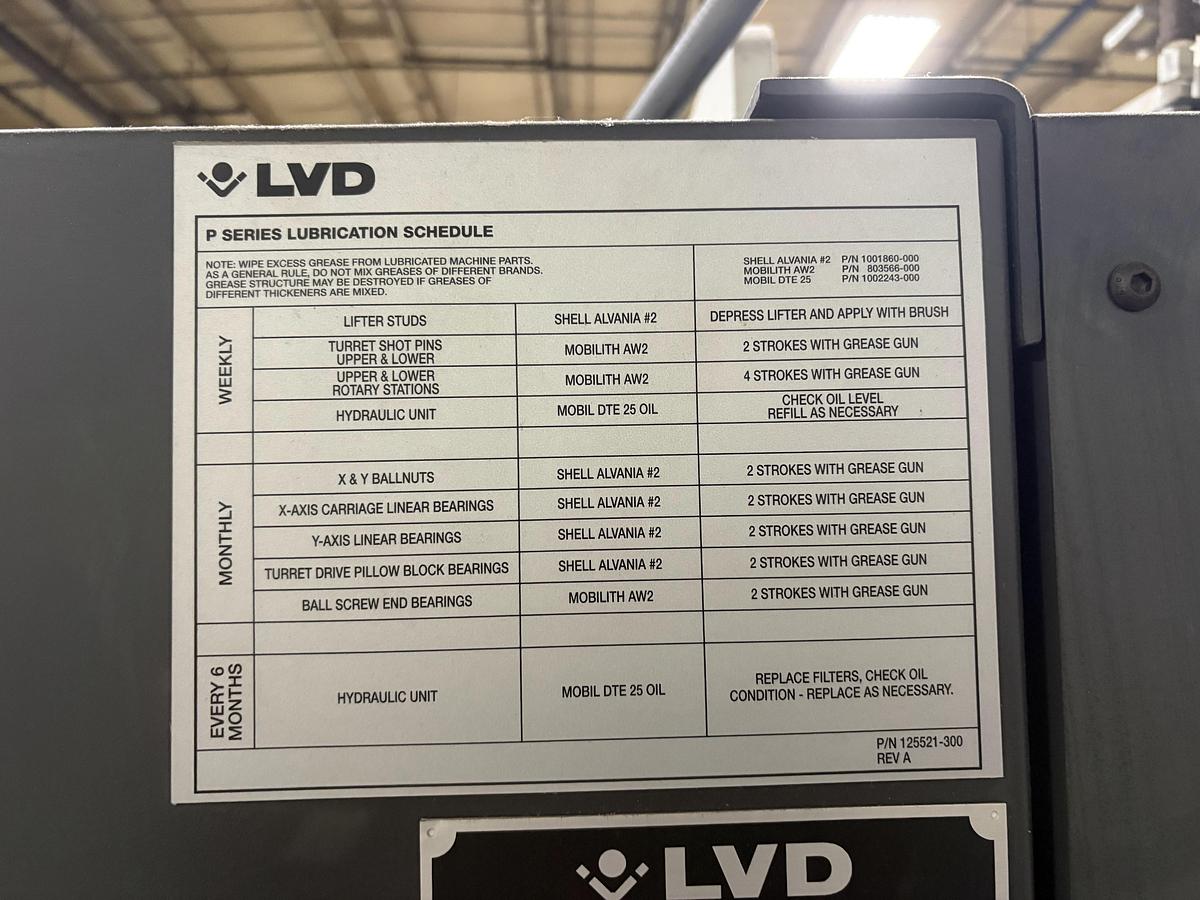 LVD
P SERIES LUBRICATION SCHEDULE
NOTE: WIPE EXCESS GREASE FROM LUBRICATED MACHINE PARTS.
AS A GENERAL RULE, DO NOT MIX GREASES OF DIFFERENT BRANDS.
GREASE STRUCTURE MAY BE DESTROYED IF GREASES OF
DIFFERENT THICKENERS ARE MIXED.
SHELL ALVANIA #2 P/N 1001860-000
MOBILITH AW2 P/N 803566-000
MOBIL DTE 25 P/N 1002243-000
WEEKLY
LIFTER STUDS SHELL ALVANIA #2 DEPRESS LIFTER AND APPLY WITH BRUSH
TURRET SHOT PINS
UPPER & LOWER
MOBILITH AW2 2 STROKES WITH GREASE GUN
UPPER & LOWER
ROTARY STATIONS
MOBILITH AW2 4 STROKES WITH GREASE GUN
HYDRAULIC UNIT MOBIL DTE 25 OIL
CHECK OIL LEVEL
REFILL AS NECESSARY
MONTHLY
X & Y BALLNUTS SHELL ALVANIA #2 2 STROKES WITH GREASE GUN
X-AXIS CARRIAGE LINEAR BEARINGS SHELL ALVANIA #2 2 STROKES WITH GREASE GUN
Y-AXIS LINEAR BEARINGS SHELL ALVANIA #2 2 STROKES WITH GREASE GUN
TURRET DRIVE PILLOW BLOCK BEARINGS SHELL ALVANIA #2 2 STROKES WITH GREASE GUN
BALL SCREW END BEARINGS MOBILITH AW2 2 STROKES WITH GREASE GUN
EVERY 6
MONTHS
HYDRAULIC UNIT MOBIL DTE 25 OIL
REPLACE FILTERS, CHECK OIL
CONDITION - REPLACE AS NECESSARY.
P/N 125521-300
REV A
LVD